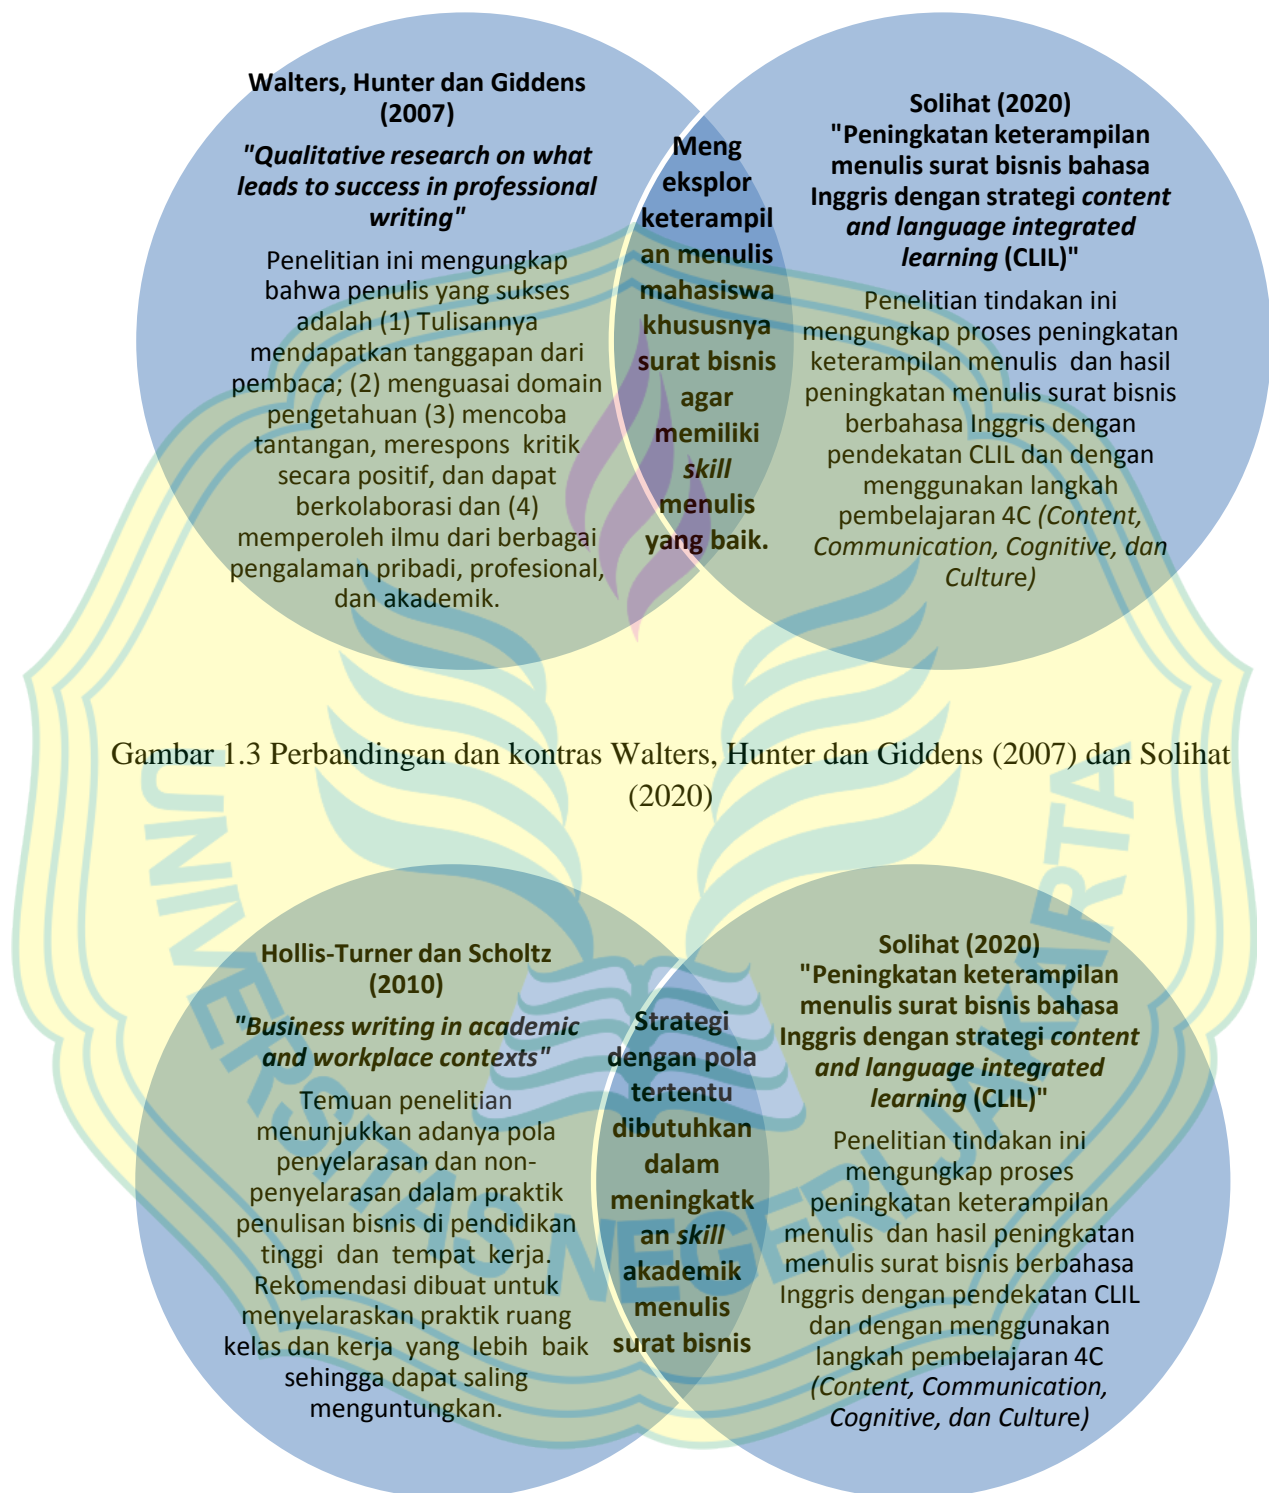 Walters, Hunter dan Giddens
(2007)
"Qualitative research on what
leads to success in professional
writing"
Penelitian ini mengungkap
bahwa penulis yang sukses
adalah (1) Tulisannya
mendapatkan tanggapan dari
pembaca; (2) menguasai domain
pengetahuan (3) mencoba
tantangan, merespons kritik
secara positif, dan dapat
berkolaborasi dan (4)
memperoleh ilmu dari berbagai
pengalaman pribadi, profesional,
dan akademik.
Meng
eksplor
keterampil
an menulis
mahasiswa
khususnya
surat bisnis
agar
memiliki
skill
menulis
yang baik.
Solihat (2020)
"Peningkatan keterampilan
menulis surat bisnis bahasa
Inggris dengan strategi content
and language integrated
learning (CLIL)"
Penelitian tindakan ini
mengungkap proses peningkatan
keterampilan menulis dan hasil
peningkatan menulis surat bisnis
berbahasa Inggris dengan
pendekatan CLIL dan dengan
menggunakan langkah
pembelajaran 4C (Content,
Communication, Cognitive, dan
Culture)
Gambar 1.3 Perbandingan dan kontras Walters, Hunter dan Giddens (2007) dan Solihat
(2020)
Hollis-Turner dan Scholtz
(2010)
"Business writing in academic
and workplace contexts"
Temuan penelitian
menunjukkan adanya pola
penyelarasan dan non-
penyelarasan dalam praktik
penulisan bisnis di pendidikan
tinggi dan tempat kerja.
Rekomendasi dibuat untuk
menyelaraskan praktik ruang
kelas dan kerja yang lebih baik
sehingga dapat saling
menguntungkan.
Strategi
dengan pola
tertentu
dibutuhkan
dalam
meningkatk
an skill
akademik
menulis
surat bisnis
Solihat (2020)
"Peningkatan keterampilan
menulis surat bisnis bahasa
Inggris dengan strategi content
and language integrated
learning (CLIL)"
Penelitian tindakan ini
mengungkap proses
peningkatan keterampilan
menulis dan hasil peningkatan
menulis surat bisnis berbahasa
Inggris dengan pendekatan CLIL
dan dengan menggunakan
langkah pembelajaran 4C
(Content, Communication,
Cognitive, dan Culture)
UNIVERSITAS NEGERI JAKARTA